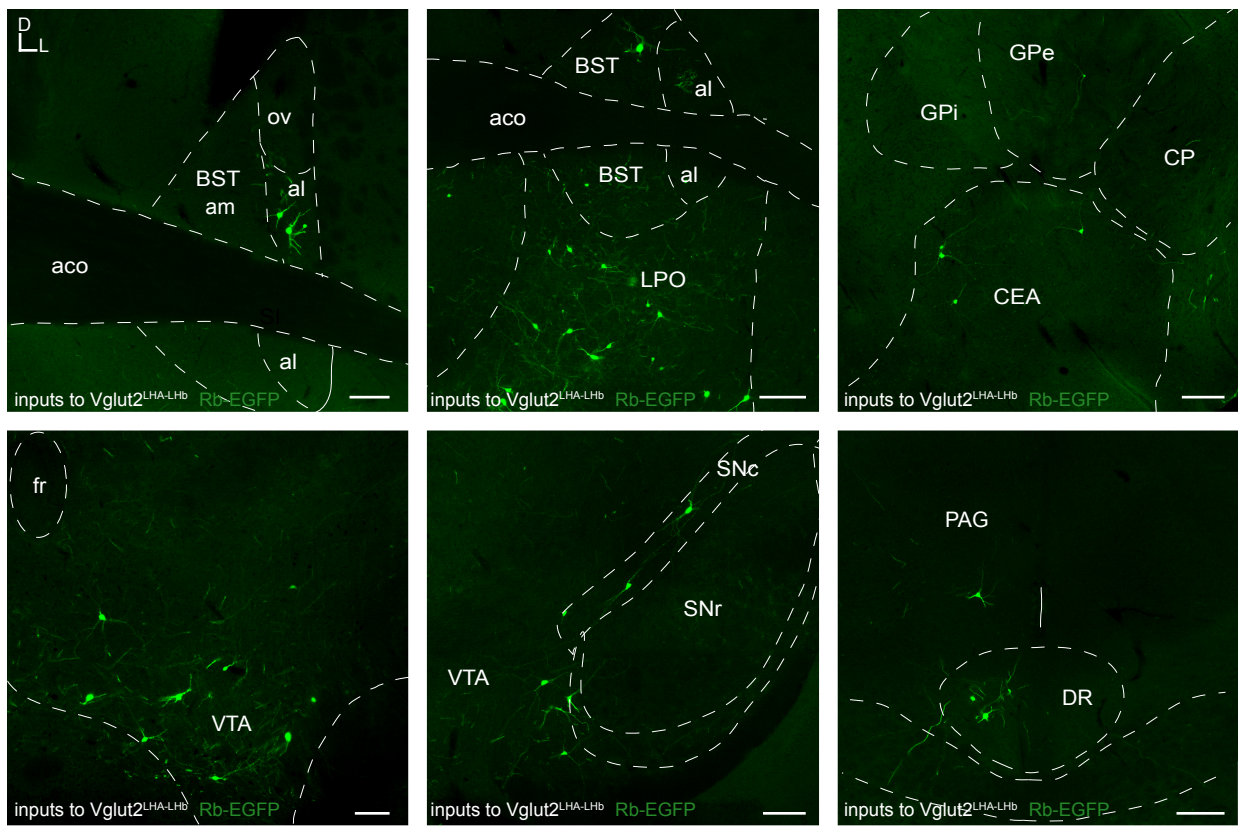 D
L
ov
BST
am
al
aco
SI
al
inputs to Vglut2LHA-LHb Rb-EGFP
BST
al
aco
BST
al
LPO
inputs to Vglut2LHA-LHb Rb-EGFP
GPe
GPi
CP
CEA
inputs to Vglut2LHA-LHb Rb-EGFP
fr
VTA
inputs to Vglut2LHA-LHb Rb-EGFP
SNc
SNr
VTA
inputs to Vglut2LHA-LHb Rb-EGFP
PAG
DR
inputs to Vglut2LHA-LHb Rb-EGFP